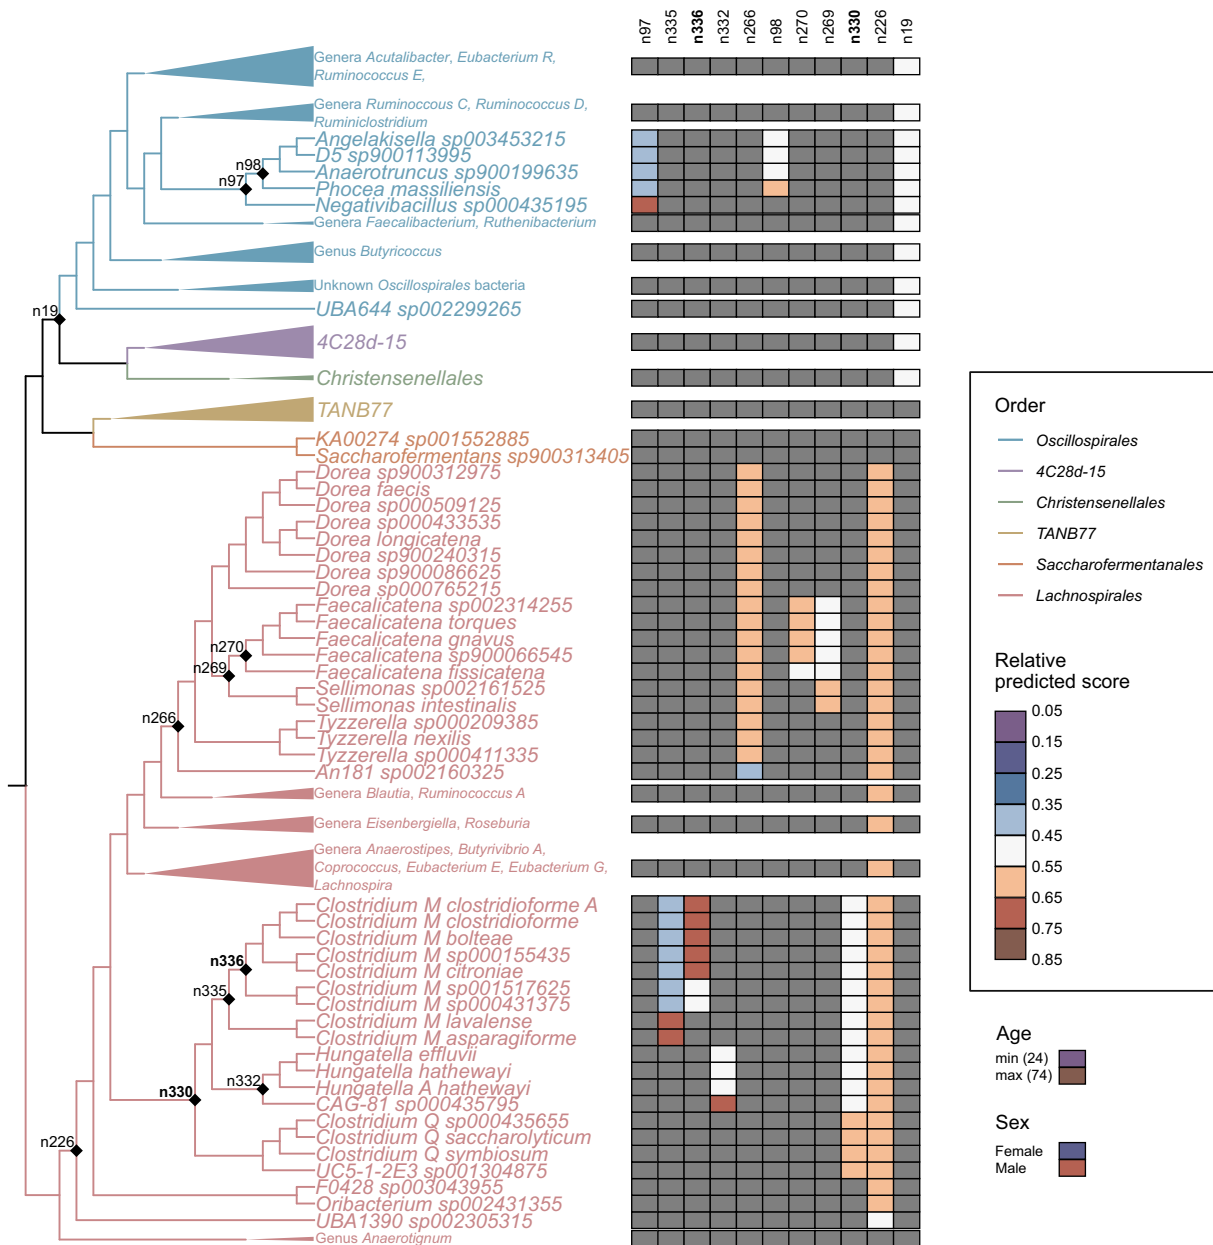 n97
n335
n336
n332
n266
n98
n270
n269
n330
n226
n19
Genera Acutalibacter, Eubacterium R,
Ruminococcus E,
Genera Ruminoccous C, Ruminococcus D,
Ruminiclostridium
Angelakisella sp003453215
D5 sp900113995
n98
Anaerotruncus sp900199635
n97
Phocea massiliensis
Negativibacillus sp000435195
Genera Faecalibacterium, Ruthenibacterium
Genus Butyricoccus
Unknown Oscillospirales bacteria
n19
UBA644 sp002299265
4C28d-15
Christensenellales
TANB77
KA00274 sp001552885
Saccharofermentans sp900313405
Dorea sp900312975
Dorea faecis
Dorea sp000509125
Dorea sp000433535
Dorea longicatena
Dorea sp900240315
Dorea sp900086625
Dorea sp000765215
Faecalicatena sp002314255
Faecalicatena torques
Faecalicatena gnavus
n270
Faecalicatena sp900066545
n269
Faecalicatena fissicatena
Sellimonas sp002161525
Sellimonas intestinalis
n266
Tyzzerella sp000209385
Tyzzerella nexilis
Tyzzerella sp000411335
An181 sp002160325
Genera Blautia, Ruminococcus A
Genera Eisenbergiella, Roseburia
Genera Anaerostipes, Butyrivibrio A,
Coprococcus, Eubacterium E, Eubacterium G,
Lachnospira
Clostridium M clostridioforme A
Clostridium M clostridioforme
Clostridium M bolteae
Clostridium M sp000155435
n336
Clostridium M citroniae
n335
Clostridium M sp001517625
Clostridium M sp000431375
Clostridium M lavalense
Clostridium M asparagiforme
Hungatella effluvii
Hungatella hathewayi
n332
Hungatella A hathewayi
n330
CAG-81 sp000435795
Clostridium Q sp000435655
Clostridium Q saccharolyticum
n226
Clostridium Q symbiosum
UC5-1-2E3 sp001304875
F0428 sp003043955
Oribacterium sp002431355
UBA1390 sp002305315
Genus Anaerotignum
Order
Oscillospirales
4C28d-15
Christensenellales
TANB77
Saccharofermentanales
Lachnospirales
Relative
predicted score
0.05
0.15
0.25
0.35
0.45
0.55
0.65
0.75
0.85
Age
min (24)
max (74)
Sex
Female
Male